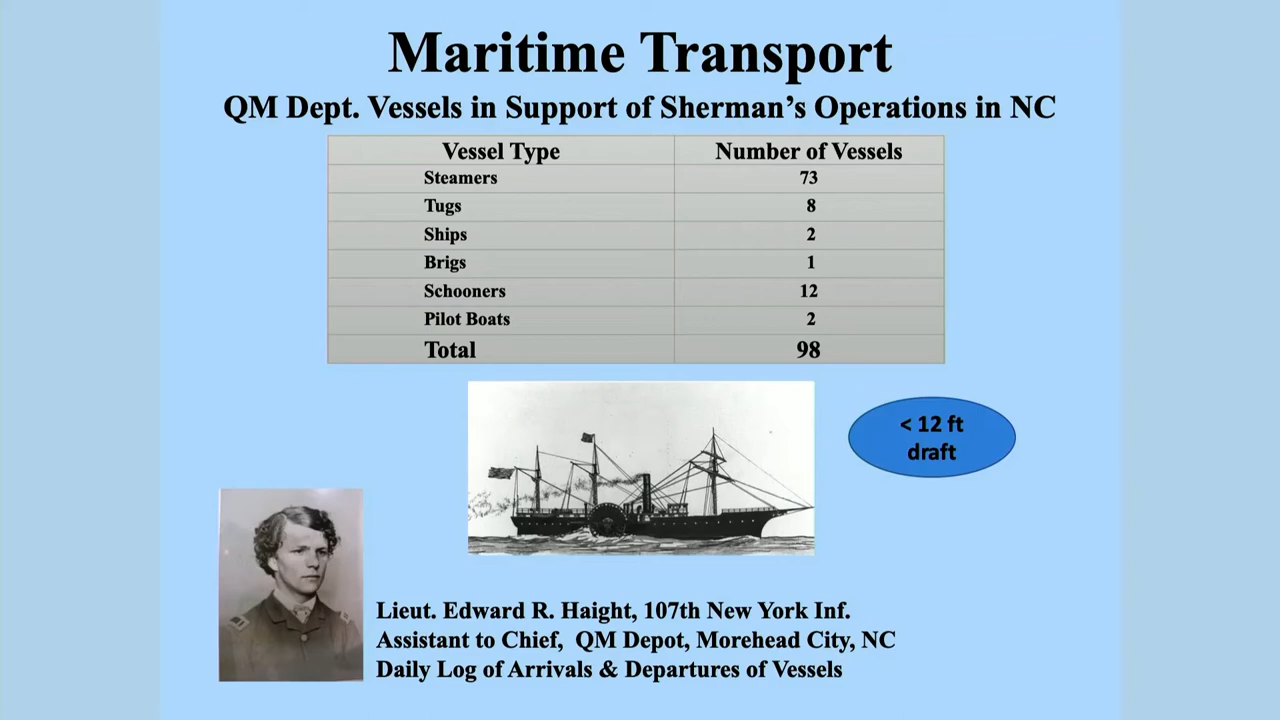 Maritime Transport
QM Dept. Vessels in Support of Sherman's Operations in NC
Vessel Type Number of Vessels
Steamers 73
Tugs 8
Ships 2
Brigs 1
Schooners 12
Pilot Boats 2
Total 98
< 12 ft
draft
Lieut. Edward R. Haight, 107th New York Inf.
Assistant to Chief, QM Depot, Morehead City, NC
Daily Log of Arrivals & Departures of Vessels